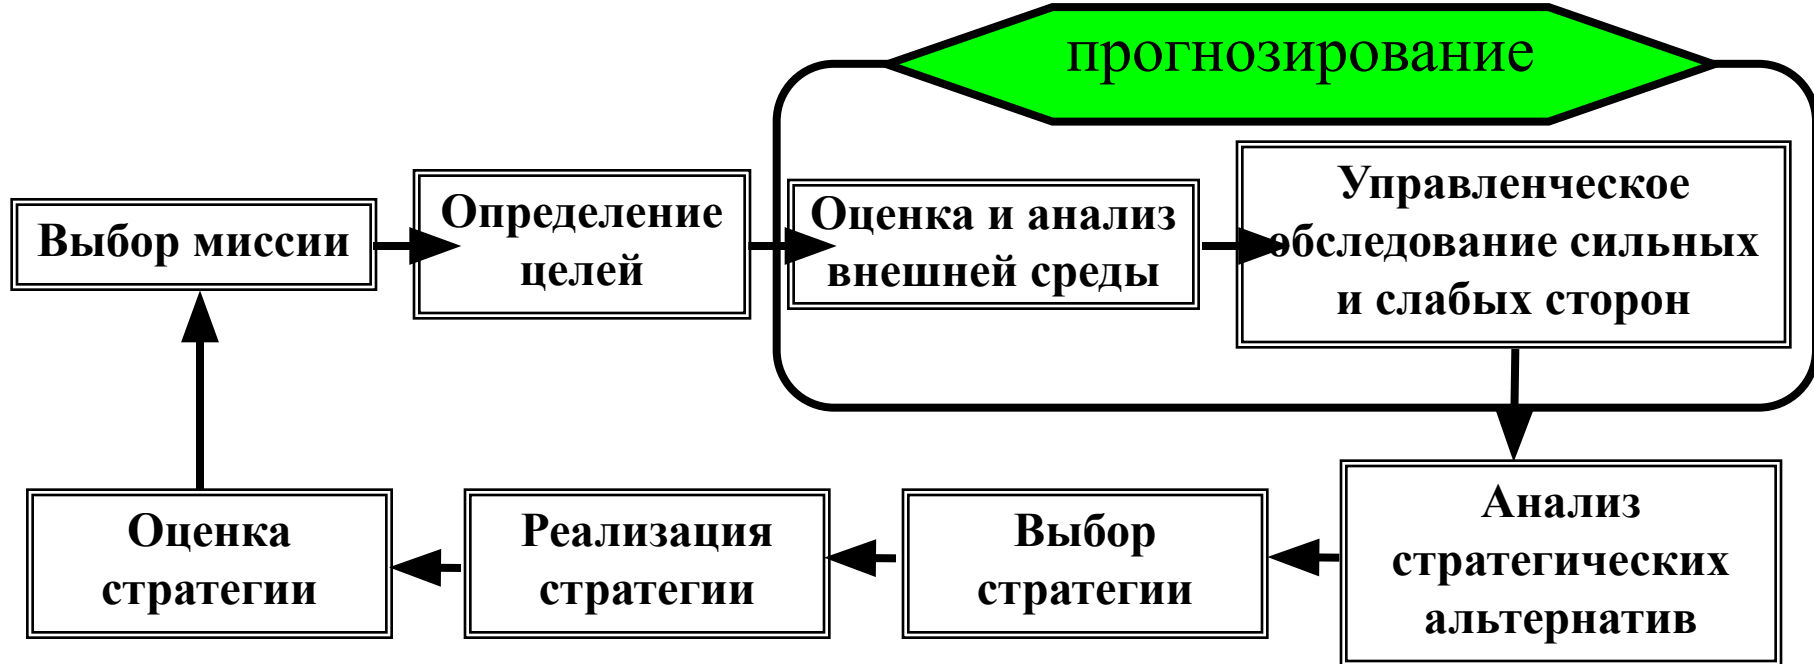 прогнозирование
Выбор миссии
Определение
целей
Оценка и анализ
внешней среды
Управленческое
обследование сильных
и слабых сторон
Анализ
стратегических
альтернатив
Выбор
стратегии
Реализация
стратегии
Оценка
стратегии